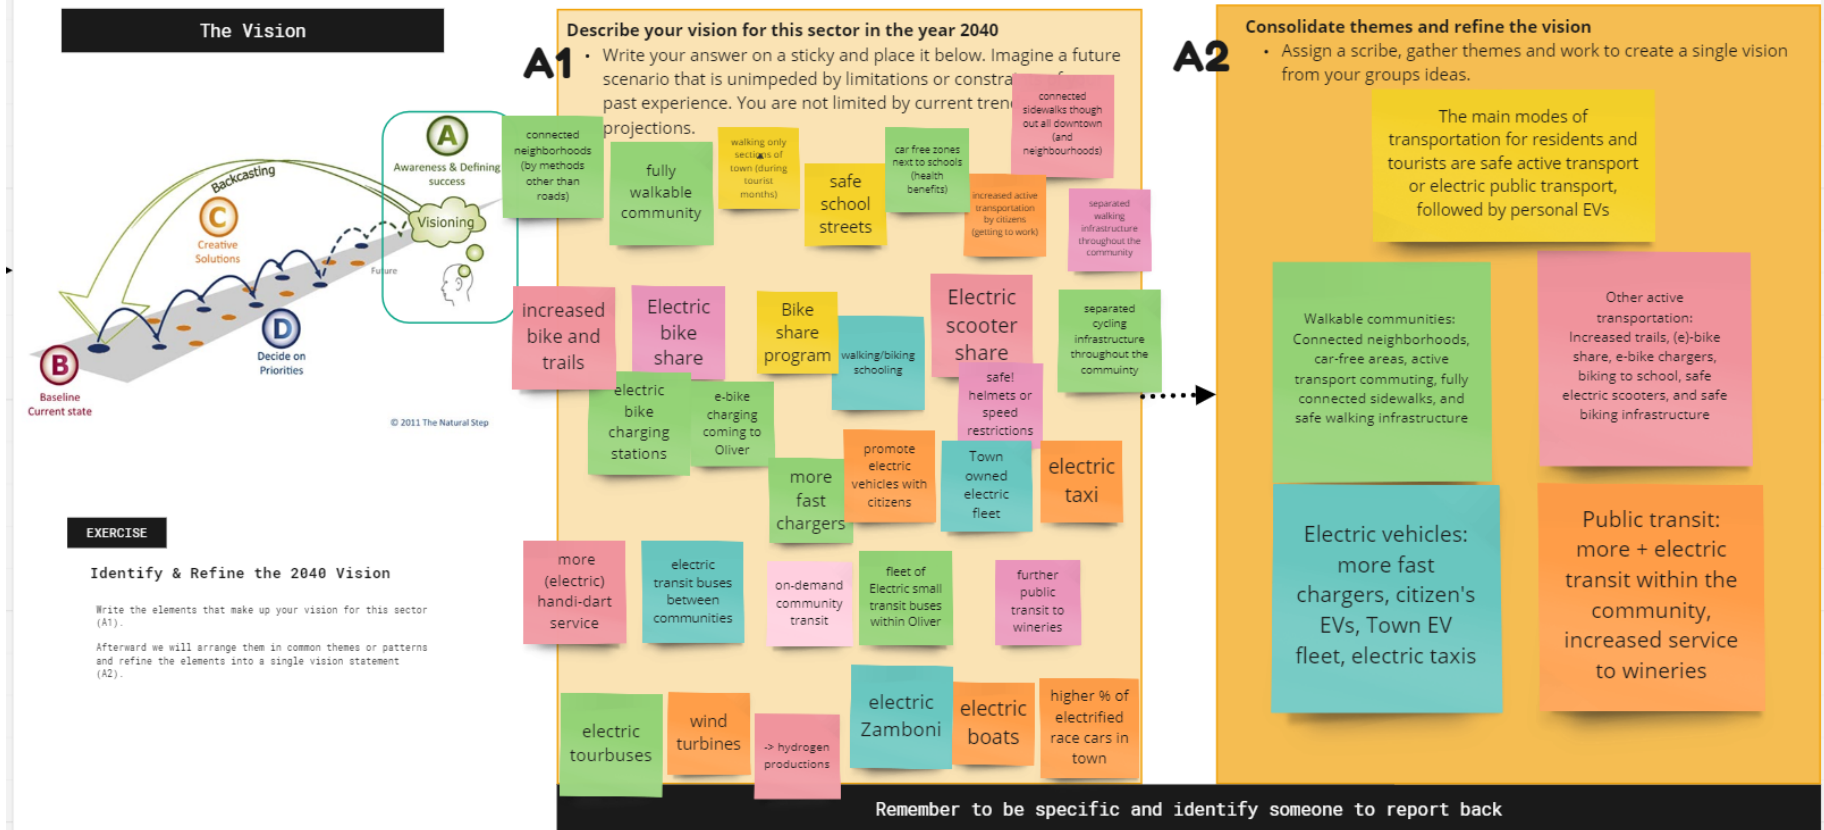 The Vision
A
Awareness & Defining
success
Backcasting
Visioning
C
Creative
Solutions
Future
D
Decide on
Priorities
B
Baseline
Current state
© 2011 The Natural Step
EXERCISE
Identify & Refine the 2040 Vision
Write the elements that make up your vision for this sector
(A1).
Afterward we will arrange them in common themes or patterns
and refine the elements into a single vision statement
(A2).
A1
Describe your vision for this sector in the year 2040
• Write your answer on a sticky and place it below. Imagine a future
scenario that is unimpeded by limitations or
past experience. You are not limited by current
projections.
connected
neighborhoods
(by methods
other than
roads)
fully
walkable
community
walking only
sections of
town (during
tourist
months)
safe
school
streets
car free zones
next to schools
(health
benefits)
connected
sidewalks though
out all downtown
(and
neighbourhoods)
increased active
transportation
by citizens
(getting to work)
separated
walking
infrastructure
throughout the
community
increased
bike and
trails
Electric
bike
share
Bike
share
program
walking/biking
schooling
Electric
scooter
share
separated
cycling
infrastructure
throughout the
commuinty
electric
bike
charging
stations
e-bike
charging
coming to
Oliver
safe!
helmets or
speed
restrictions
more
fast
chargers
promote
electric
vehicles with
citizens
Town
owned
electric
fleet
electric
taxi
more
(electric)
handi-dart
service
electric
transit buses
between
communities
on-demand
community
transit
fleet of
Electric small
transit buses
within Oliver
further
public
transit to
wineries
electric
tourbuses
wind
turbines
-> hydrogen
productions
electric
Zamboni
electric
boats
higher % of
electrified
race cars in
town
A2
Consolidate themes and refine the vision
• Assign a scribe, gather themes and work to create a single vision
from your groups ideas.
The main modes of
transportation for residents and
tourists are safe active transport
or electric public transport,
followed by personal EVs
Walkable communities:
Connected neighborhoods,
car-free areas, active
transport commuting, fully
connected sidewalks, and
safe walking infrastructure
Other active
transportation:
Increased trails, (e)-bike
share, e-bike chargers,
biking to school, safe
electric scooters, and safe
biking infrastructure
Electric vehicles:
more fast
chargers, citizen's
EVs, Town EV
fleet, electric taxis
Public transit:
more + electric
transit within the
community,
increased service
to wineries
Remember to be specific and identify someone to report back